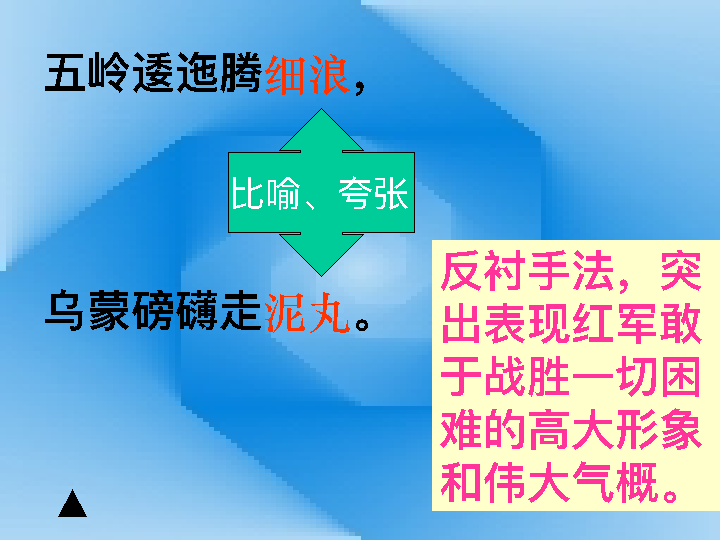 五岭逶迤腾细浪，
比喻、夸张
乌蒙磅礴走泥丸。
反衬手法，突
出表现红军敢
于战胜一切困
难的高大形象
和伟大气概。